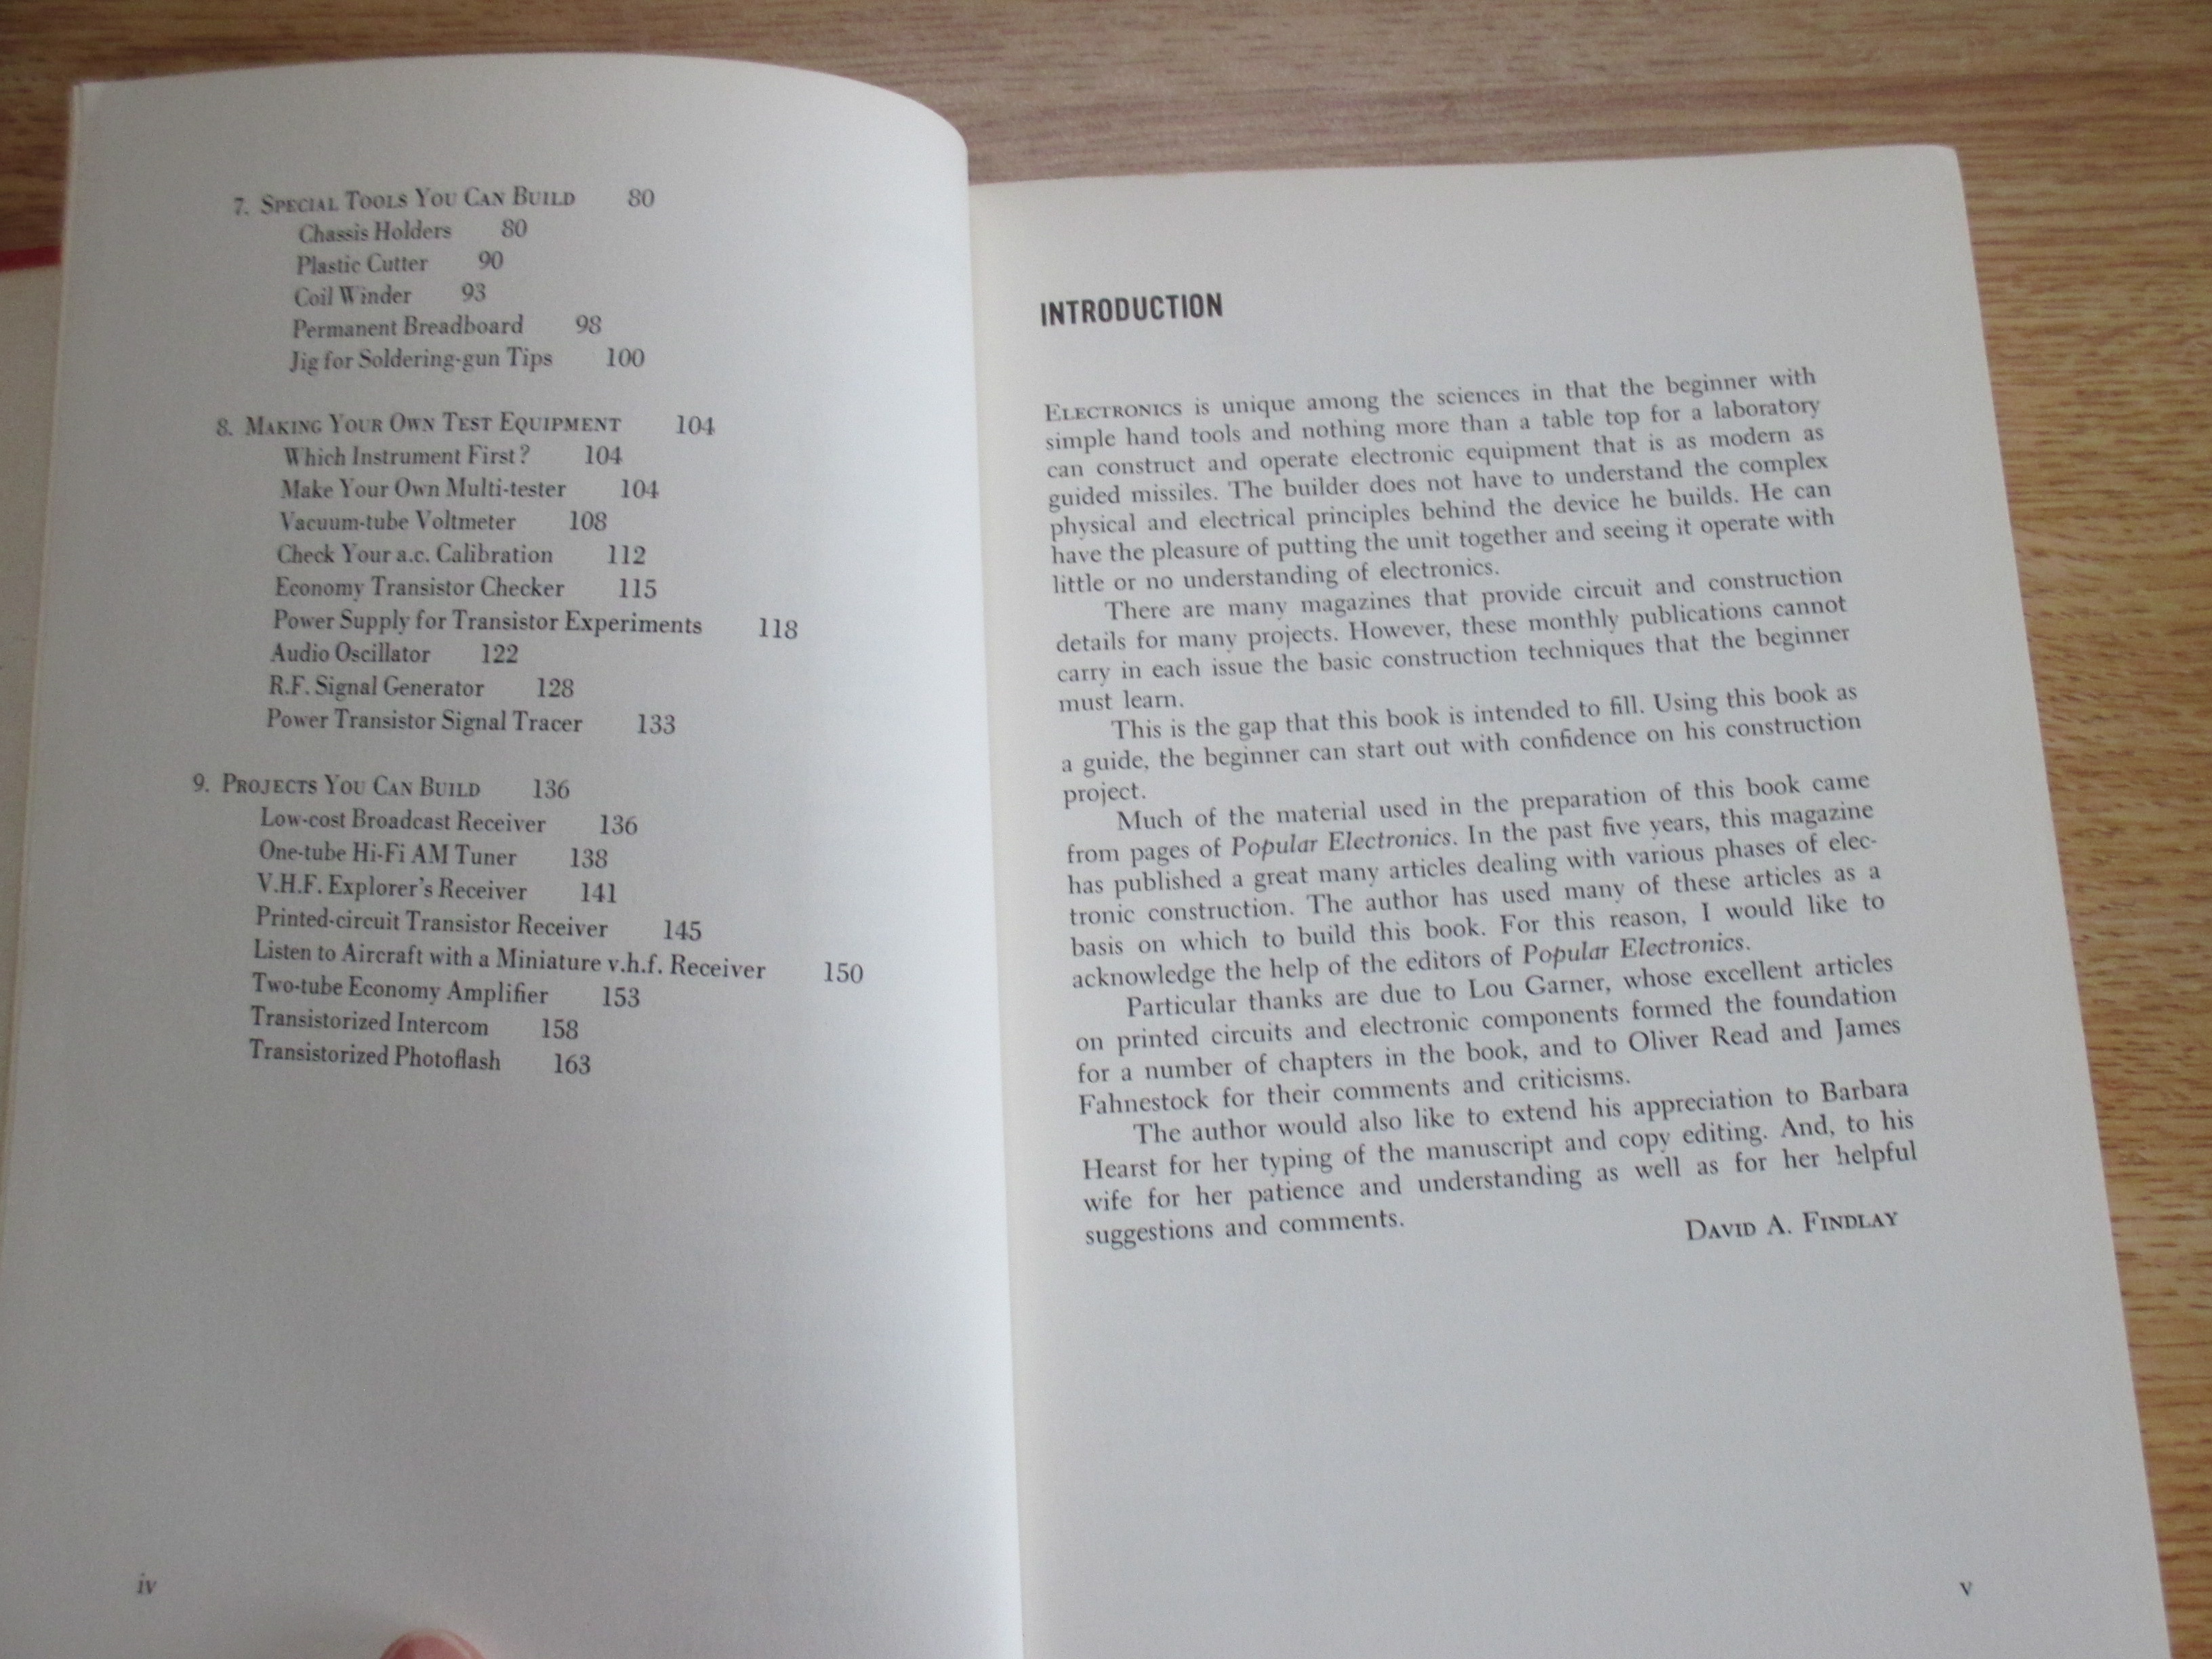 7. SPECIAL TOOLS YOU CAN BUILD 80
Chassis Holders 80
Plastic Cutter 90
Coil Winder 93
Permanent Breadboard 98
Jig for Soldering-gun Tips 100
8. MAKING YOUR OWN TEST EQUIPMENT 104
Which Instrument First? 104
Make Your Own Multi-tester 104
Vacuum-tube Voltmeter 108
Check Your a.c. Calibration 112
Economy Transistor Checker 115
Power Supply for Transistor Experiments 118
Audio Oscillator 122
R.F. Signal Generator 128
Power Transistor Signal Tracer 133
9. PROJECTS YOU CAN BUILD 136
Low-cost Broadcast Receiver 136
One-tube Hi-Fi AM Tuner 138
V.H.F. Explorer's Receiver 141
Printed-circuit Transistor Receiver 145
Listen to Aircraft with a Miniature v.h.f. Receiver 150
Two-tube Economy Amplifier 153
Transistorized Intercom 158
Transistorized Photoflash 163
iv
INTRODUCTION
ELECTRONICS is unique among the sciences in that the beginner with
simple hand tools and nothing more than a table top for a laboratory
can construct and operate electronic equipment that is as modern as
guided missiles. The builder does not have to understand the complex
physical and electrical principles behind the device he builds. He can
have the pleasure of putting the unit together and seeing it operate with
little or no understanding of electronics.
There are many magazines that provide circuit and construction
details for many projects. However, these monthly publications cannot
carry in each issue the basic construction techniques that the beginner
must learn.
This is the gap that this book is intended to fill. Using this book as
a guide, the beginner can start out with confidence on his construction
project.
Much of the material used in the preparation of this book came
from pages of Popular Electronics. In the past five years, this magazine
has published a great many articles dealing with various phases of elec-
tronic construction. The author has used many of these articles as a
basis on which to build this book. For this reason, I would like to
acknowledge the help of the editors of Popular Electronics.
Particular thanks are due to Lou Garner, whose excellent articles
on printed circuits and electronic components formed the foundation
for a number of chapters in the book, and to Oliver Read and James
Fahnestock for their comments and criticisms.
The author would also like to extend his appreciation to Barbara
Hearst for her typing of the manuscript and copy editing. And, to his
wife for her patience and understanding as well as for her helpful
suggestions and comments.
DAVID A. FINDLAY
v